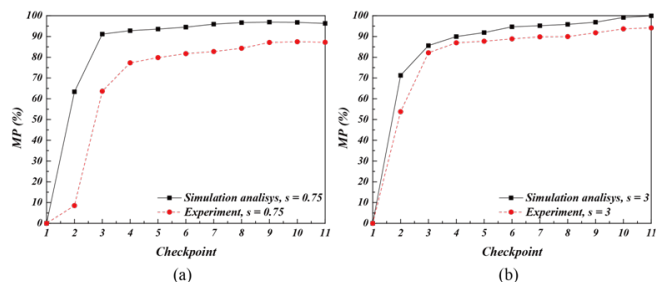 100
90
80
70
60
50
40
30
20
10
0
MP (%)
Simulation analisys, s = 0.75
Experiment, s = 0.75
1 2 3 4 5 6 7 8 9 10 11
Checkpoint
(a)
100
90
80
70
60
50
40
30
20
10
0
MP (%)
Simulation analisys, s = 3
Experiment, s = 3
1 2 3 4 5 6 7 8 9 10 11
Checkpoint
(b)